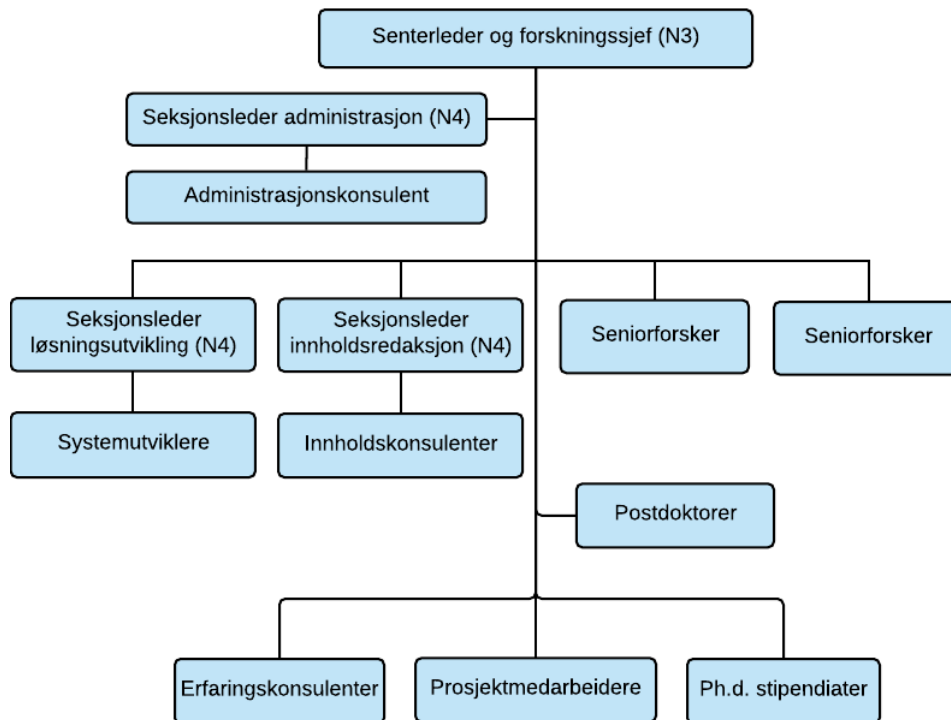 Senterleder og forskningssjef (N3)
Seksjonsleder administrasjon (N4)
Administrasjonskonsulent
Seksjonsleder
løsningsutvikling (N4)
Seksjonsleder
innholdsredaksjon (N4)
Seniorforsker
Seniorforsker
Systemutviklere
Innholdskonsulenter
Postdoktorer
Erfaringskonsulenter
Prosjektmedarbeidere
Ph.d. stipendiater